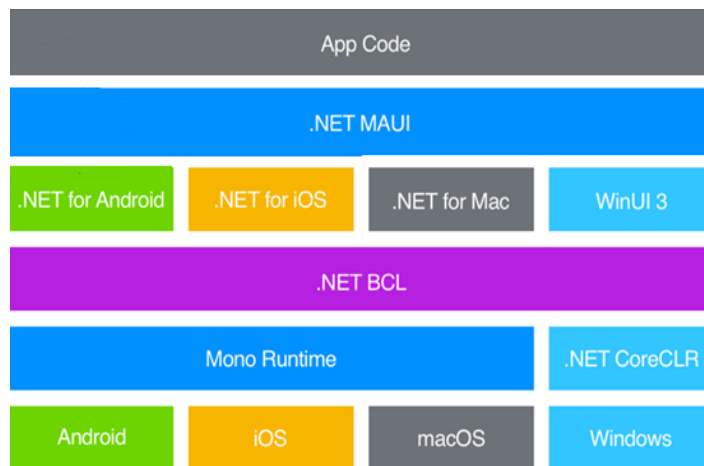 App Code
.NET MAUI
.NET for Android
.NET for iOS
.NET for Mac
WinUI 3
.NET BCL
Mono Runtime
.NET CoreCLR
Android
iOS
macOS
Windows